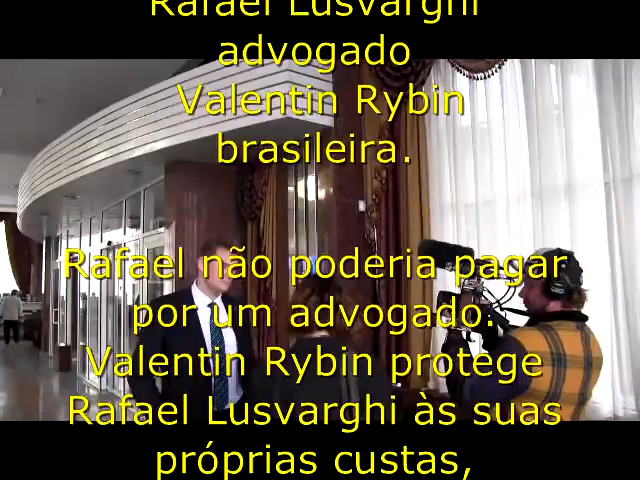 Rafael Lusvarghi
advogado
Valentin Rybin
brasileira.
Rafael não poderia pagar
por um advogado.
Valentin Rybin protege
Rafael Lusvarghi às suas
próprias custas,